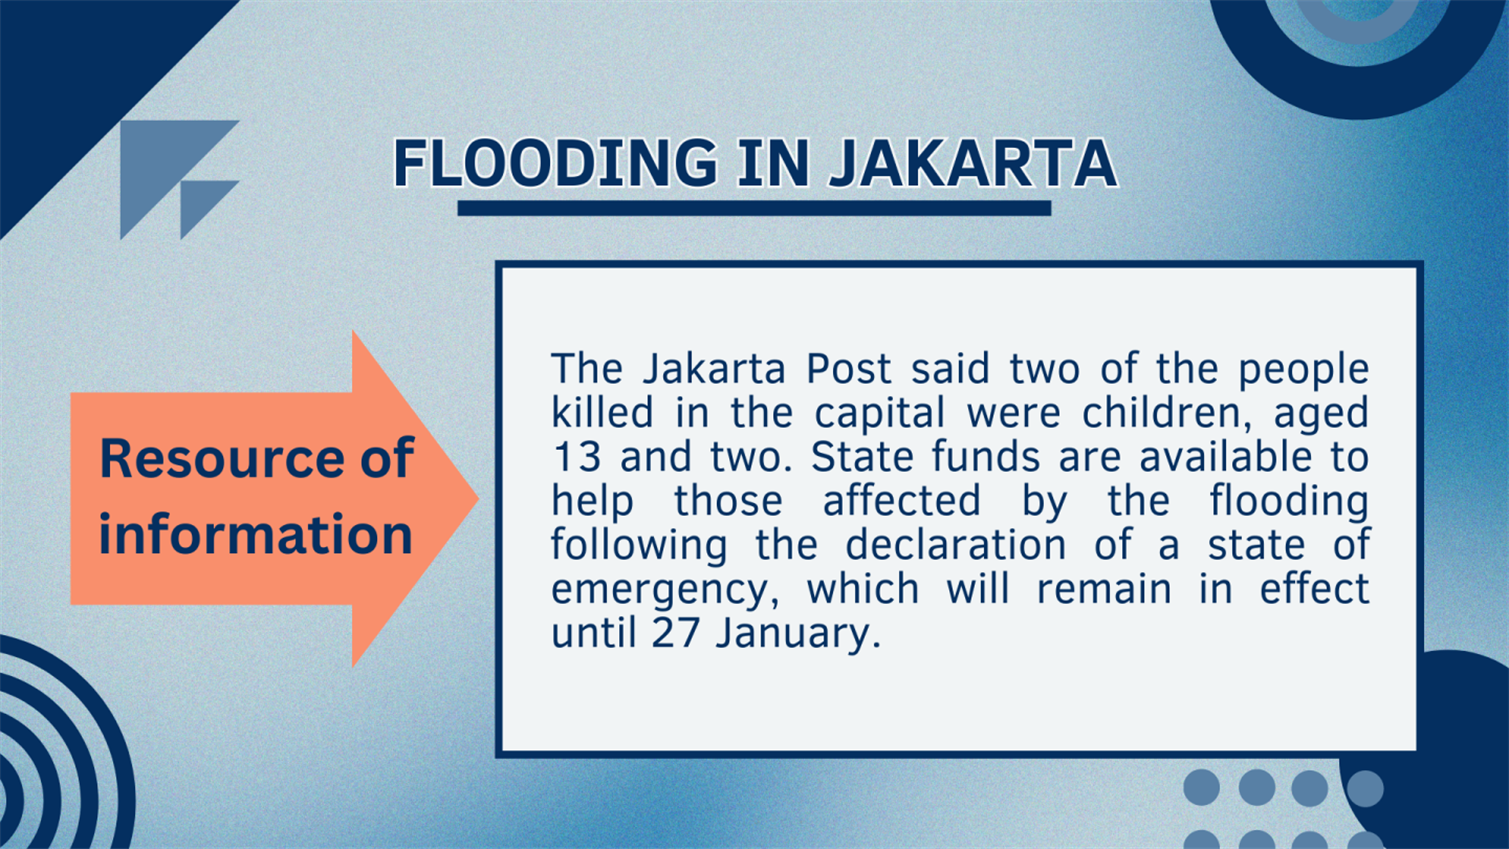 FLOODING IN JAKARTA
Resource of
information
The Jakarta Post said two of the people
killed in the capital were children, aged
13 and two. State funds are available to
help those affected by the flooding
following the declaration of a state of
emergency, which will remain in effect
until 27 January.